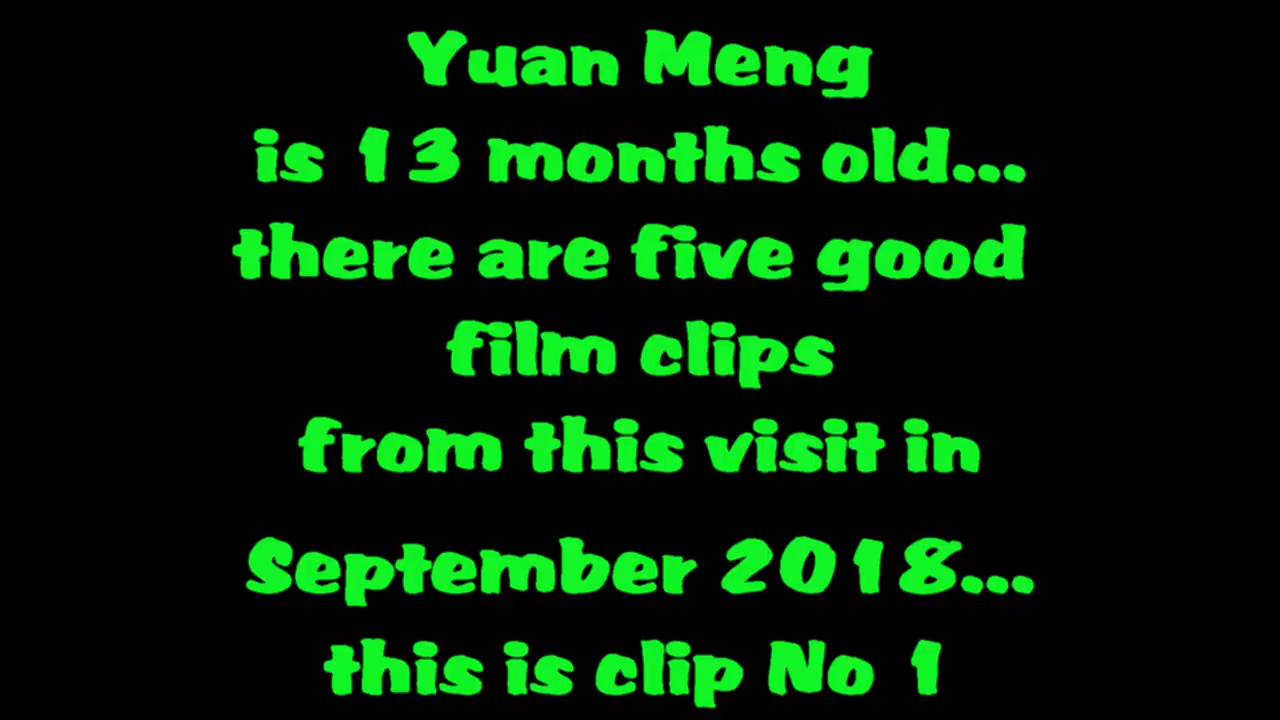 Yuan Meng
is 13 months old...
there are five good
film clips
from this visit in
September 2018...
this is clip No 1